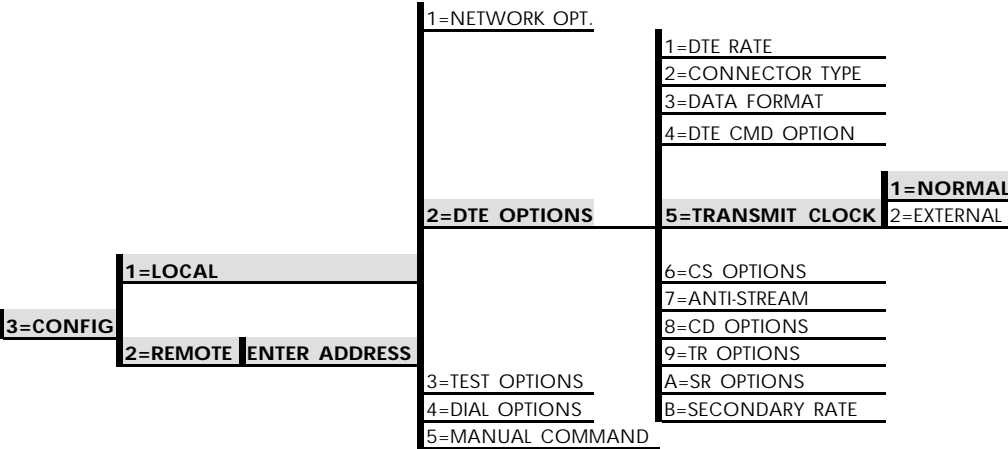 1=NETWORK OPT.
1=DTE RATE
2=CONNECTOR TYPE
3=DATA FORMAT
4=DTE CMD OPTION
1=NORMAL
2=DTE OPTIONS
5=TRANSMIT CLOCK
2=EXTERNAL
1=LOCAL
6=CS OPTIONS
7=ANTI-STREAM
3=CONFIG
8=CD OPTIONS
2=REMOTE
ENTER ADDRESS
9=TR OPTIONS
3=TEST OPTIONS
A=SR OPTIONS
4=DIAL OPTIONS
B=SECONDARY RATE
5=MANUAL COMMAND